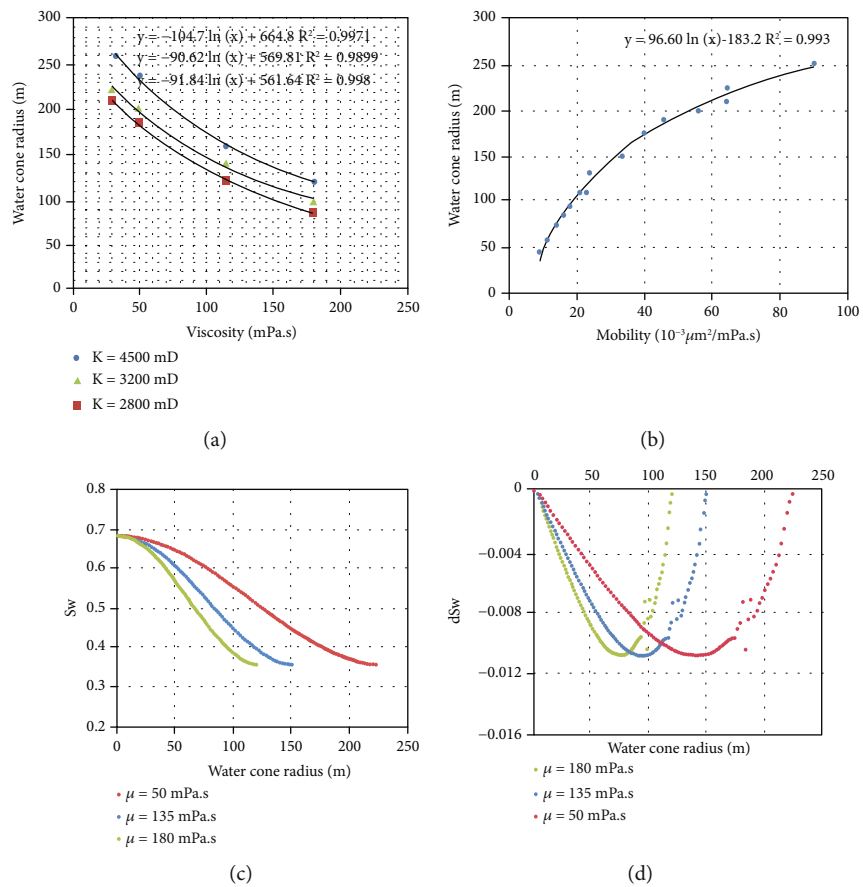 y = −104.7 ln (x) + 664.8 R² = 0.9971
y = −90.62 ln (x) + 569.81 R² = 0.9899
y = −91.84 ln (x) + 561.64 R² = 0.998
300
250
200
150
100
50
0
Water cone radius (m)
0 50 100 150 200 250
Viscosity (mPa.s)
K = 4500 mD
K = 3200 mD
K = 2800 mD
(a)
y = 96.60 ln (x)-183.2 R² = 0.993
300
250
200
150
100
50
0
Water cone radius (m)
0 20 40 60 80 100
Mobility (10⁻³μm²/mPa.s)
(b)
0.8
0.7
0.6
0.5
0.4
0.3
0.2
Sw
0 50 100 150 200 250
Water cone radius (m)
μ = 50 mPa.s
μ = 135 mPa.s
μ = 180 mPa.s
(c)
0 50 100 150 200 250
0
−0.004
−0.008
−0.012
−0.016
dSw
Water cone radius (m)
μ = 180 mPa.s
μ = 135 mPa.s
μ = 50 mPa.s
(d)